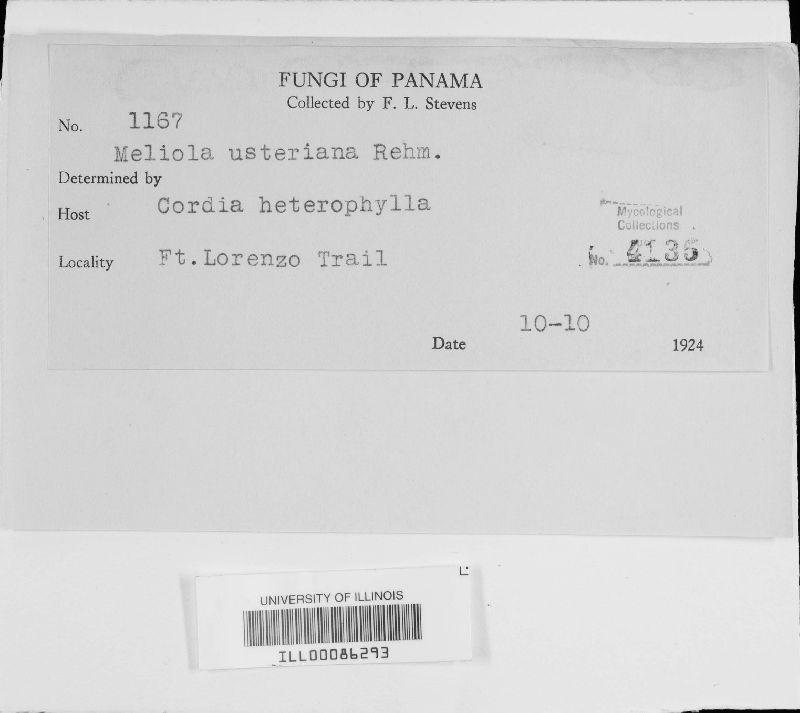 FUNGI OF PANAMA
Collected by F. L. Stevens
No. 1167
Meliola usteriana Rehm.
Determined by
Host Cordia heterophylla
Mycological
Collections
No. 4135
Locality Ft.Lorenzo Trail
Date 10-10 1924
UNIVERSITY OF ILLINOIS
ILL00086293